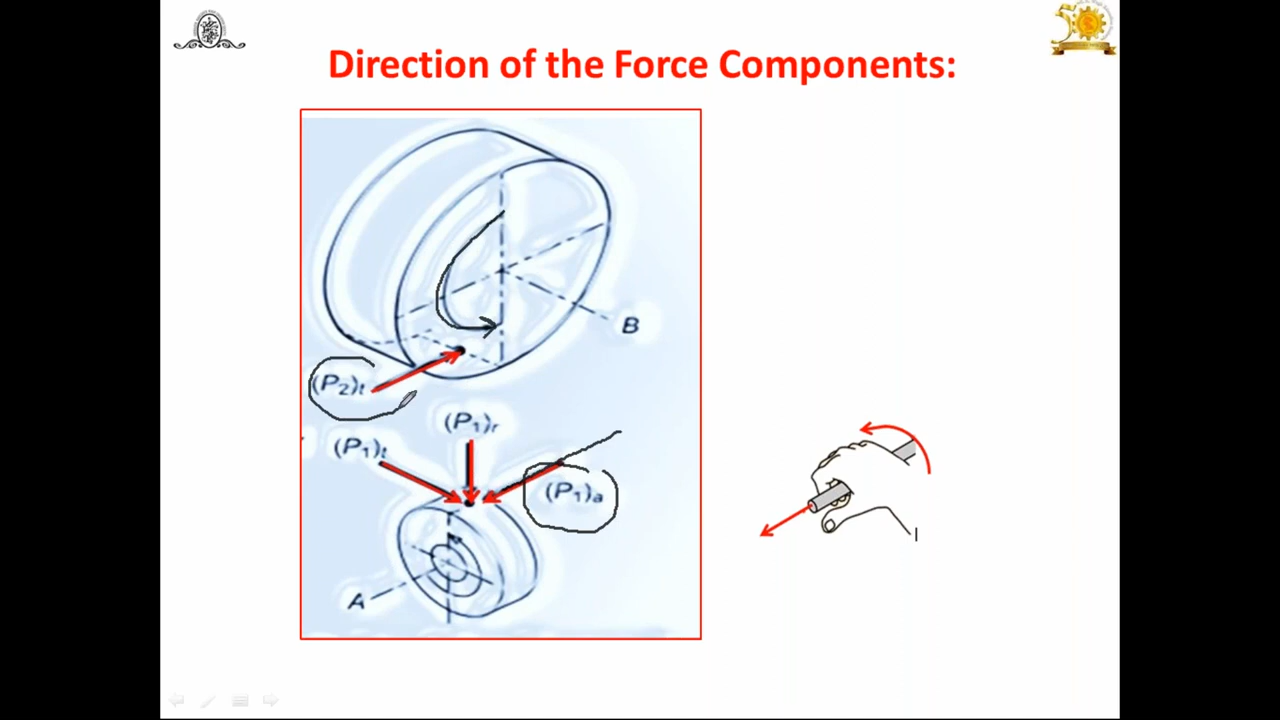 Direction of the Force Components:
B
(P₂)ₜ
(P₁)ᵣ
(P₁)ₜ
(P₁)ₐ
A